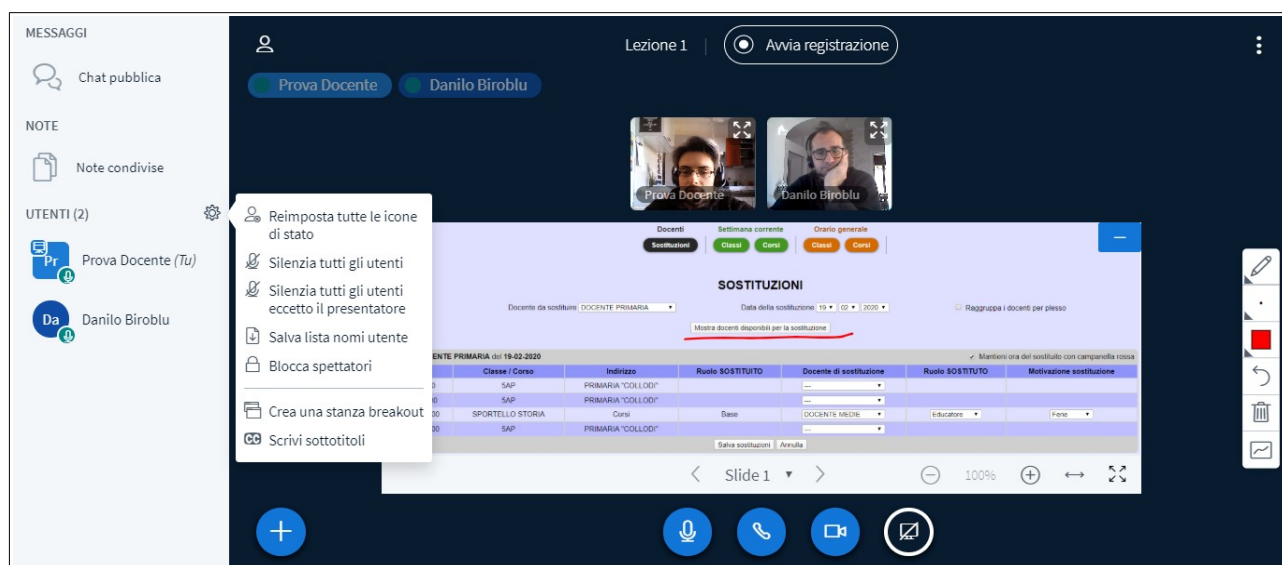 MESSAGGI
Chat pubblica
NOTE
Note condivise
UTENTI (2)
Pr
Prova Docente (Tu)
Da
Danilo Biroblu
Reimposta tutte le icone
di stato
Silenzia tutti gli utenti
Silenzia tutti gli utenti
eccetto il presentatore
Salva lista nomi utente
Blocca spettatori
Crea una stanza breakout
CC Scrivi sottotitoli
Lezione 1 | Avvia registrazione
Prova Docente Danilo Biroblu
Prova Docente Danilo Biroblu
Docenti Settimana corrente Orario generale
Sostituzioni Classi Corsi Classi Corsi
SOSTITUZIONI
Docente da sostituire DOCENTE PRIMARIA Data della sostituzione 19 02 2020 Raggruppa i docenti per plesso
Mostra docenti disponibili per la sostituzione
ENTE PRIMARIA del 19-02-2020 Mantieni ora del sostituito con campanella rossa
Classe / Corso Indirizzo Ruolo SOSTITUITO Docente di sostituzione Ruolo SOSTITUTO Motivazione sostituzione
0 5AP PRIMARIA "COLLODI" ---
00 5AP PRIMARIA "COLLODI" ---
00 SPORTELLO STORIA Corsi Base DOCENTE MEDIE Educatore Ferie
00 5AP PRIMARIA "COLLODI" ---
Salva sostituzioni Annulla
Slide 1 100%